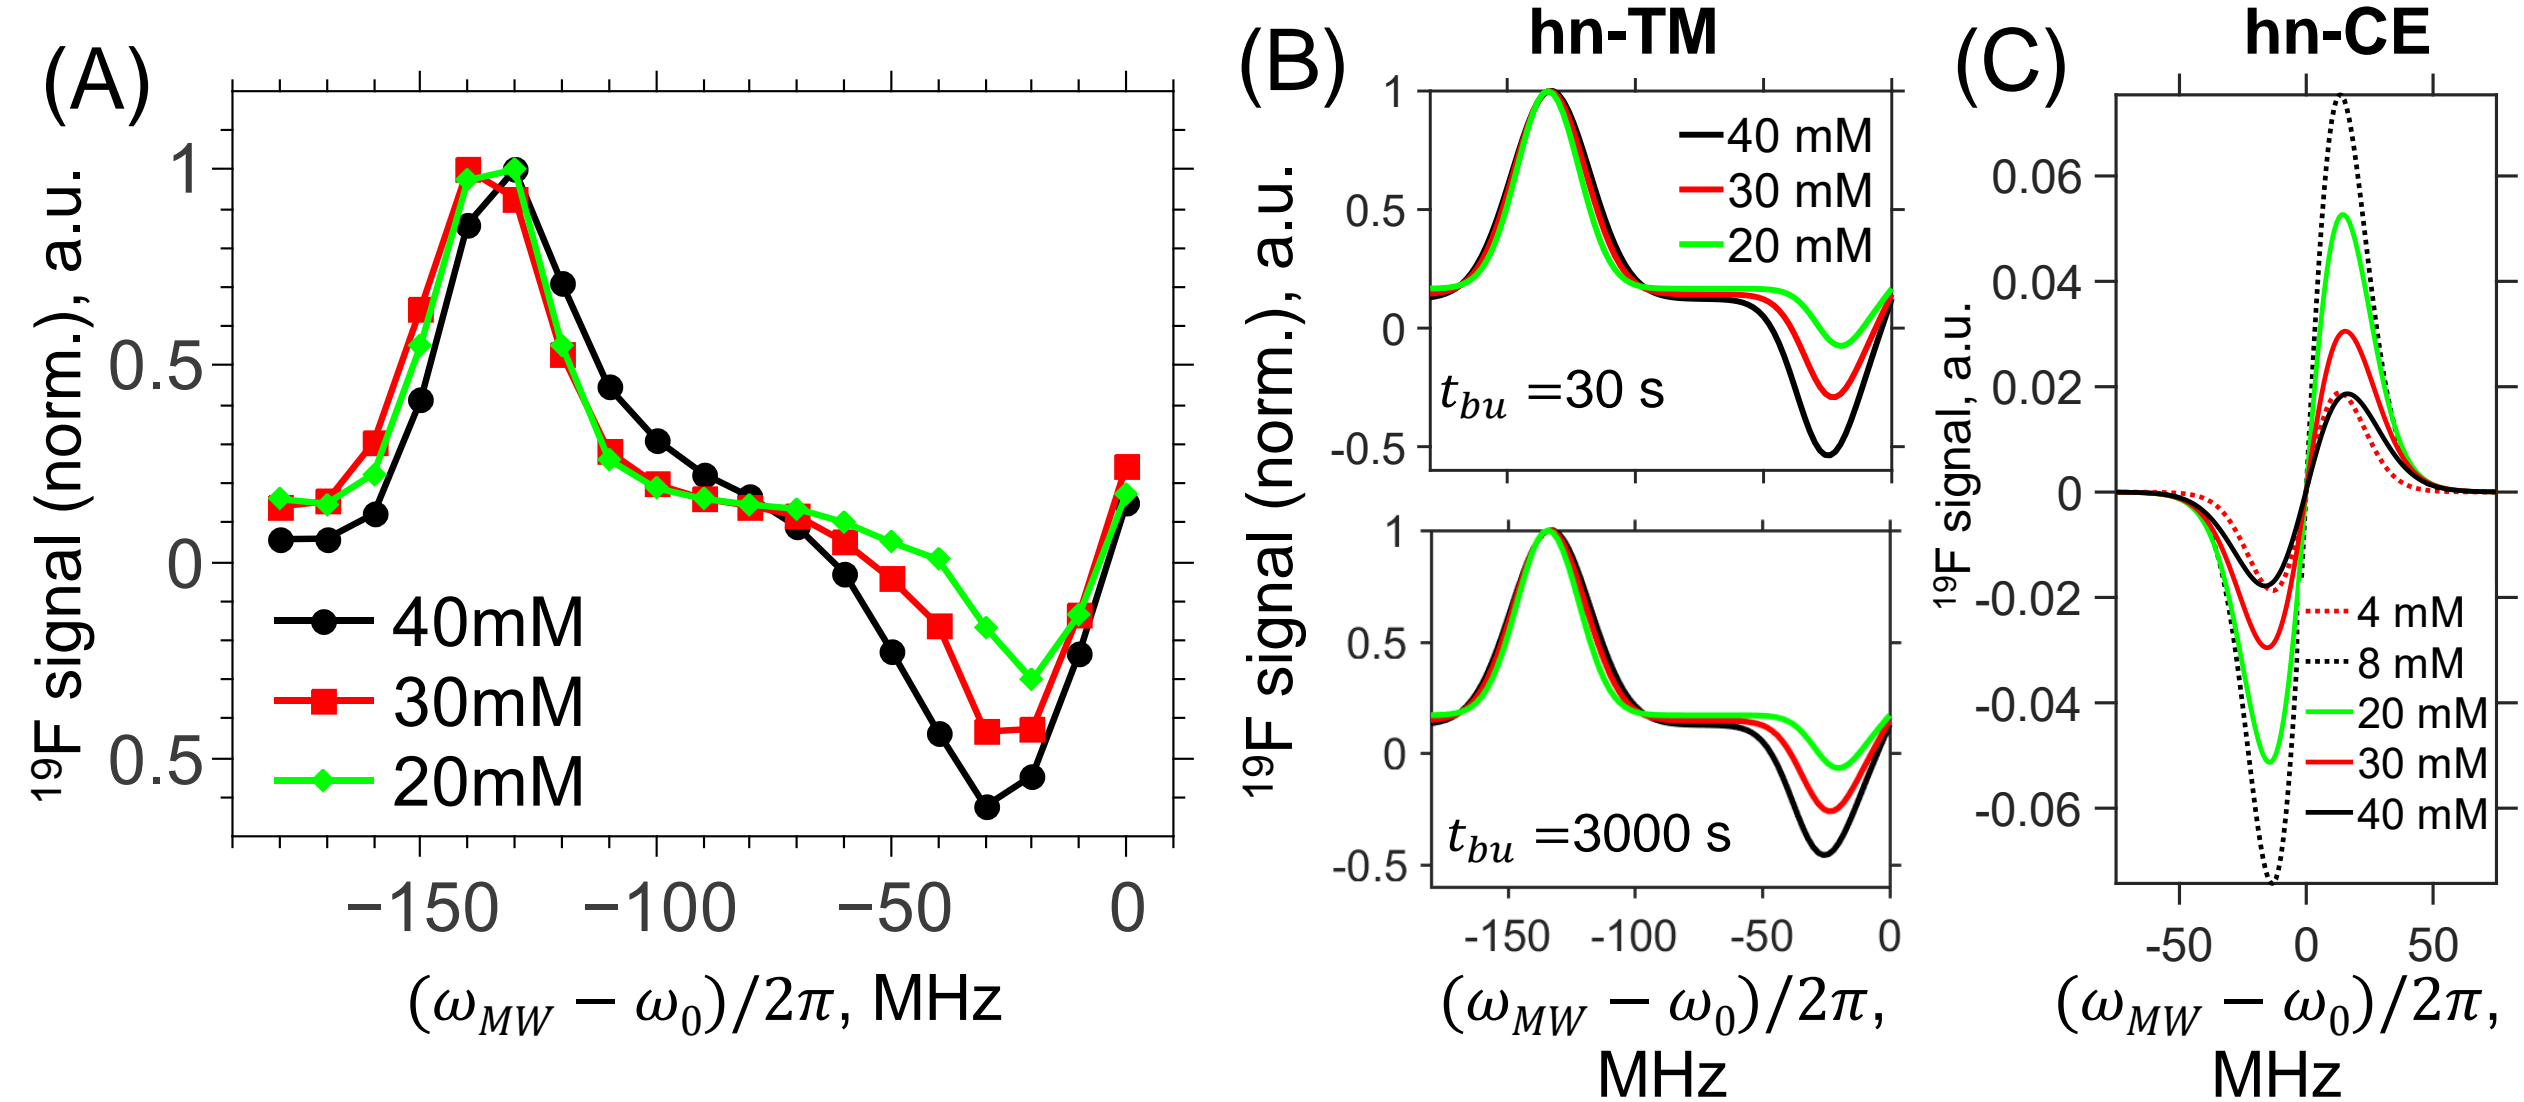 (A)
¹⁹F signal (norm.), a.u.
1
0.5
0
0.5
40mM
30mM
20mM
−150
−100
−50
0
(ω_MW − ω_0)/2π, MHz
hn-TM
(B)
¹⁹F signal (norm.), a.u.
1
0.5
0
-0.5
40 mM
30 mM
20 mM
t_bu =30 s
1
0.5
0
-0.5
t_bu =3000 s
-150
-100
-50
0
(ω_MW − ω_0)/2π,
MHz
hn-CE
(C)
¹⁹F signal, a.u.
0.06
0.04
0.02
0
-0.02
-0.04
-0.06
4 mM
8 mM
20 mM
30 mM
40 mM
-50
0
50
(ω_MW − ω_0)/2π,
MHz